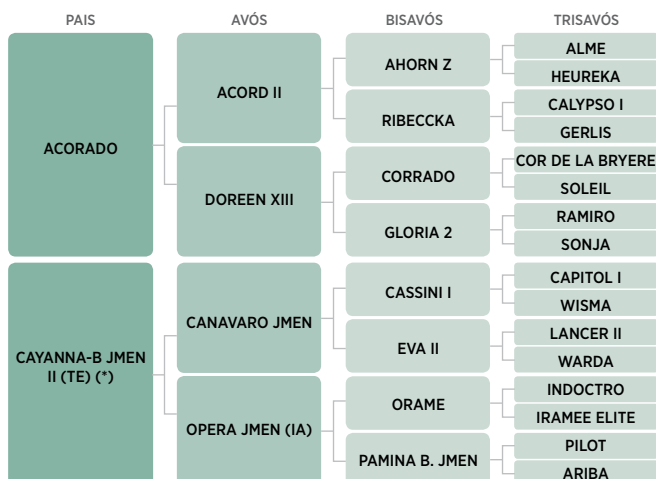 PAIS
AVÓS
BISAVÓS
TRISAVÓS
ACORADO
ACORD II
DOREEN XIII
AHORN Z
RIBECCKA
CORRADO
GLORIA 2
ALME
HEUREKA
CALYPSO I
GERLIS
COR DE LA BRYERE
SOLEIL
RAMIRO
SONJA
CAYANNA-B JMEN
II (TE) (*)
CANAVARO JMEN
OPERA JMEN (IA)
CASSINI I
EVA II
ORAME
PAMINA B. JMEN
CAPITOL I
WISMA
LANCER II
WARDA
INDOCTRO
IRAMEE ELITE
PILOT
ARIBA